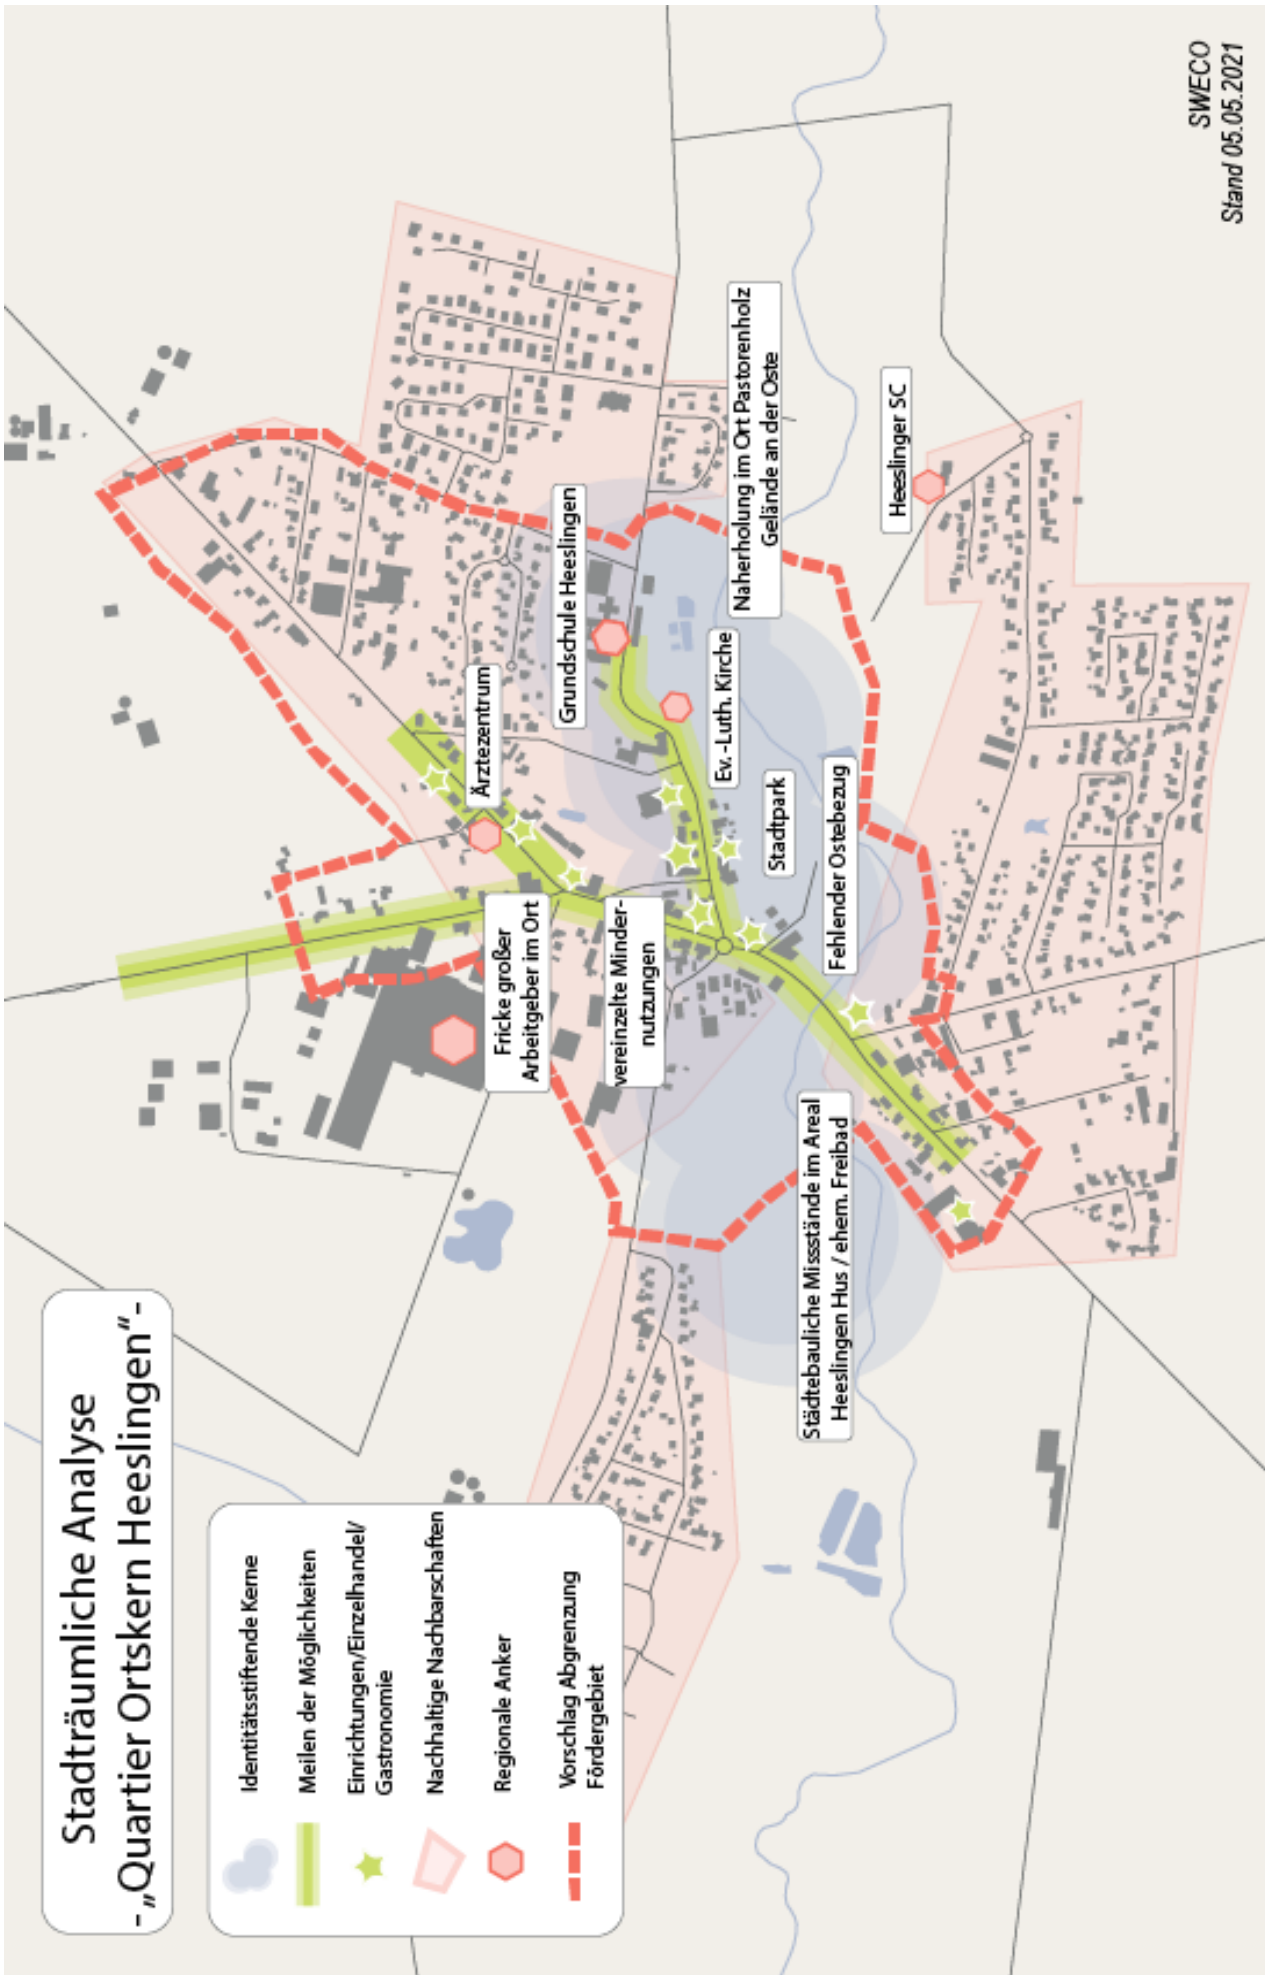 Stadträumliche Analyse
-„Quartier Ortskern Heeslingen“-
Identitätsstiftende Kerne
Meilen der Möglichkeiten
Einrichtungen/Einzelhandel/
Gastronomie
Nachhaltige Nachbarschaften
Regionale Anker
Vorschlag Abgrenzung
Fördergebiet
Fricke großer
Arbeitgeber im Ort
Ärztezentrum
Grundschule Heeslingen
vereinzelte Minder-
nutzungen
Ev.-Luth. Kirche
Naherholung im Ort Pastorenholz
Gelände an der Oste
Stadtpark
Fehlender Ostebezug
Heeslinger SC
Städtebauliche Missstände im Areal
Heeslingen Hus / ehem. Freibad
SWECO
Stand 05.05.2021